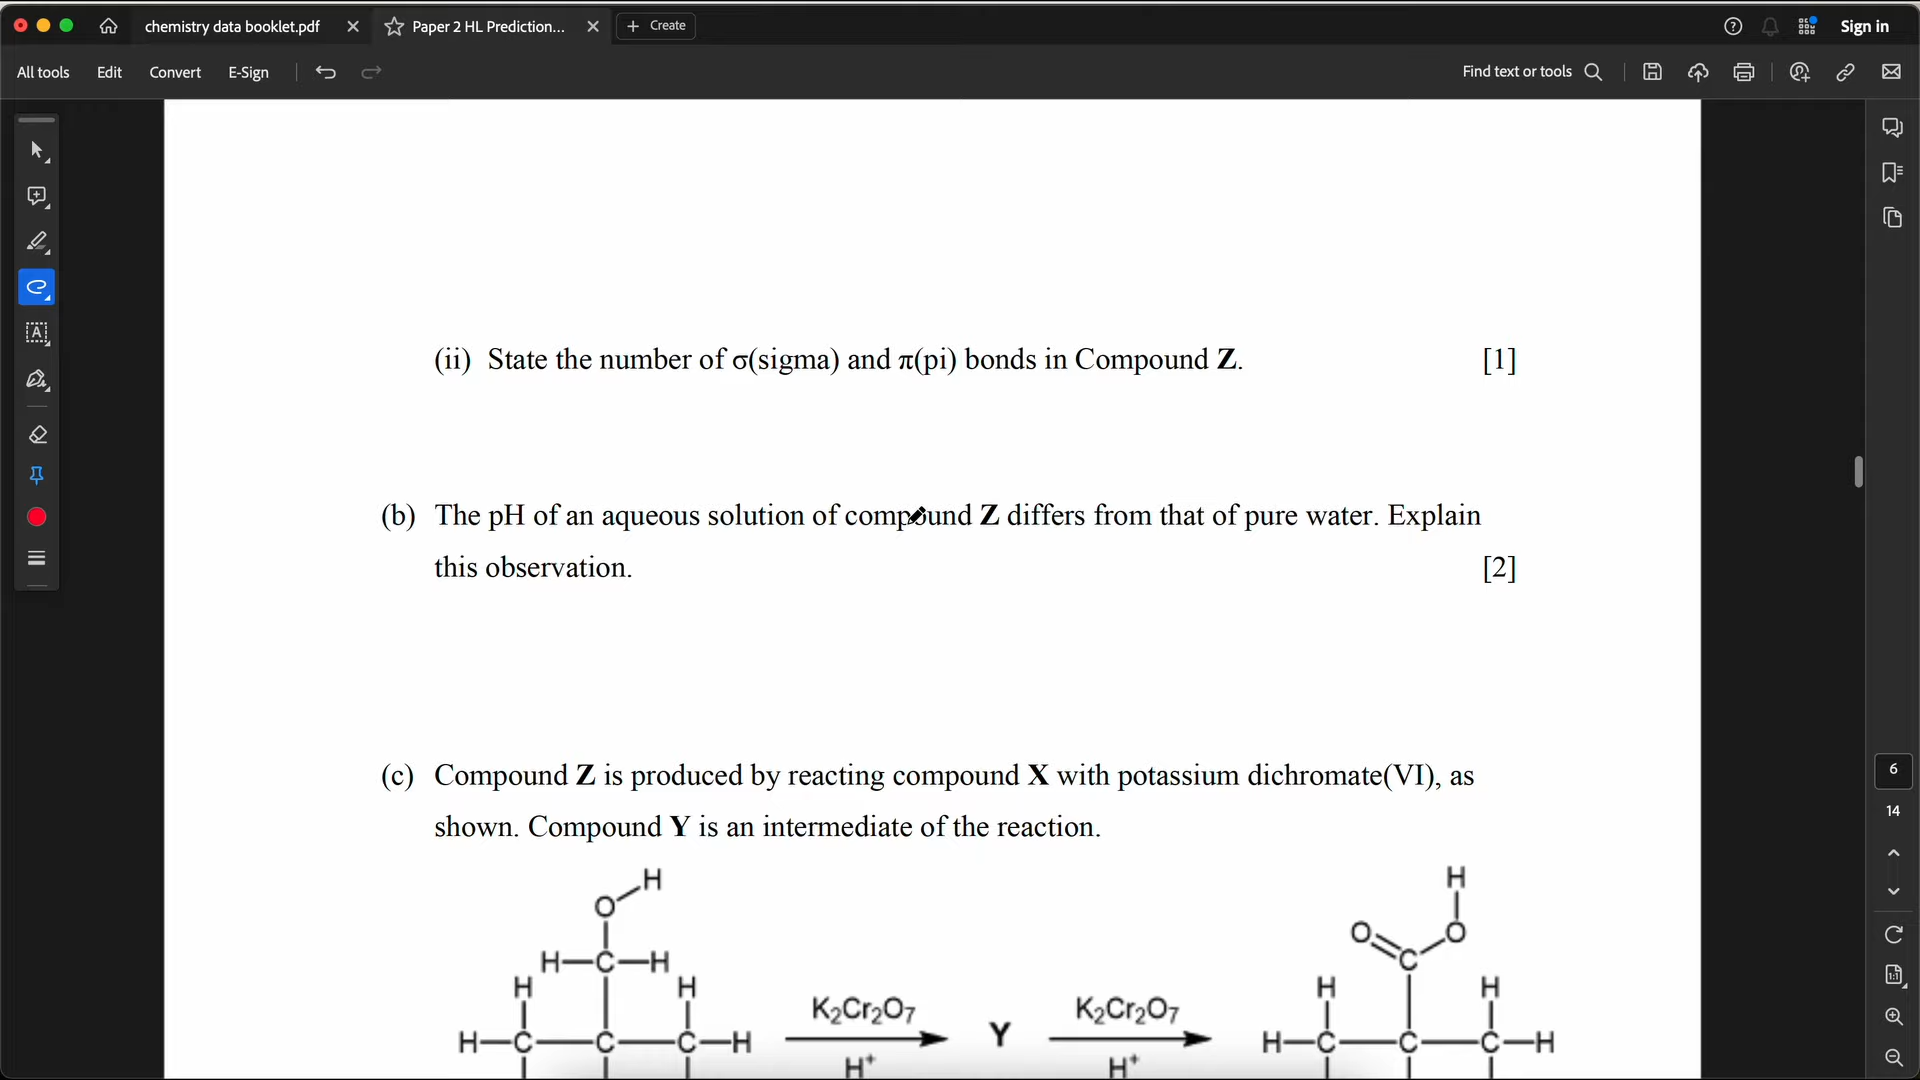 chemistry data booklet.pdf
Paper 2 HL Prediction...
Create
Sign in
All tools
Edit
Convert
E-Sign
Find text or tools
(ii) State the number of σ(sigma) and π(pi) bonds in Compound Z. [1]
(b) The pH of an aqueous solution of compound Z differs from that of pure water. Explain
this observation. [2]
(c) Compound Z is produced by reacting compound X with potassium dichromate(VI), as
shown. Compound Y is an intermediate of the reaction.
H H
O O O
H C H C
H H H H
K₂Cr₂O₇ K₂Cr₂O₇
H C C C H Y H C C C H
H⁺ H⁺
6
14